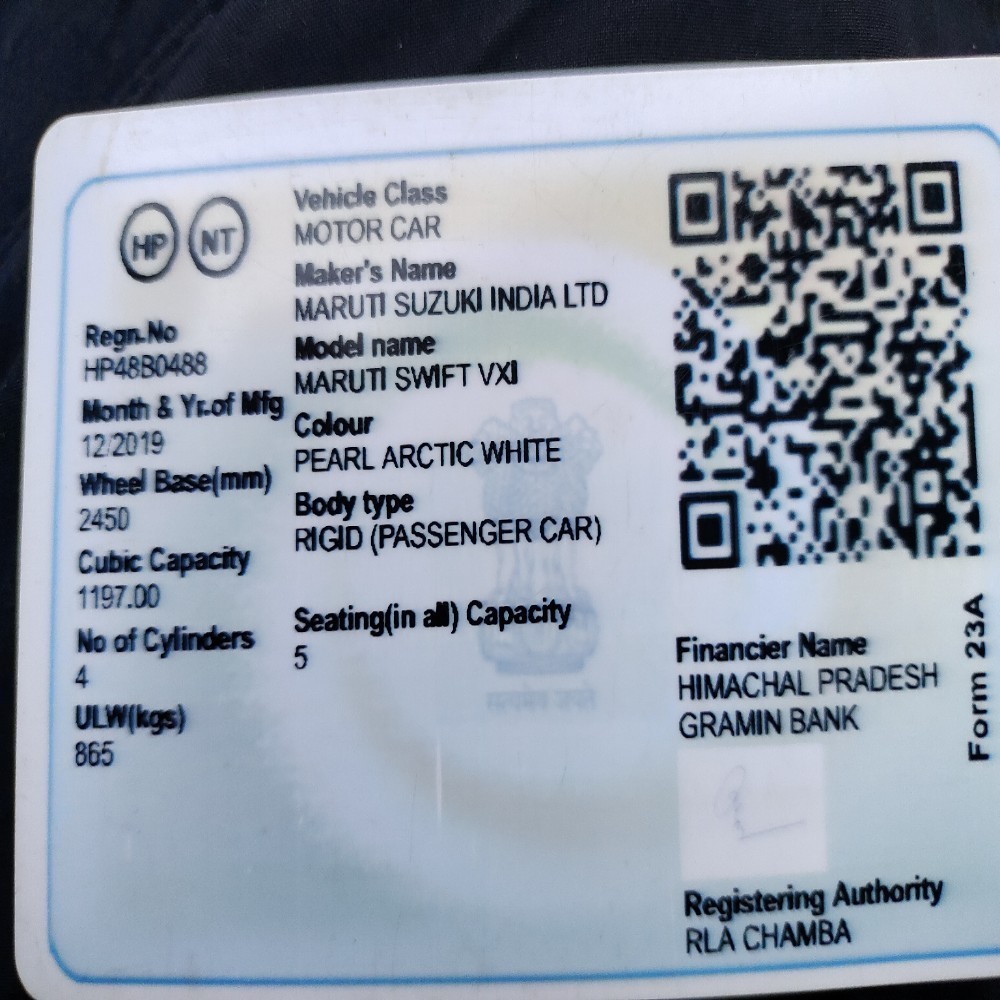 HP NT
Regn.No
HP48B0488
Month & Yr.of Mfg
12/2019
Wheel Base(mm)
2450
Cubic Capacity
1197.00
No of Cylinders
4
ULW(kgs)
865
Vehicle Class
MOTOR CAR
Maker's Name
MARUTI SUZUKI INDIA LTD
Model name
MARUTI SWIFT VXI
Colour
PEARL ARCTIC WHITE
Body type
RIGID (PASSENGER CAR)
Seating(in all) Capacity
5
सत्यमेव जयते
Financier Name
HIMACHAL PRADESH
GRAMIN BANK
Registering Authority
RLA CHAMBA
Form 23A